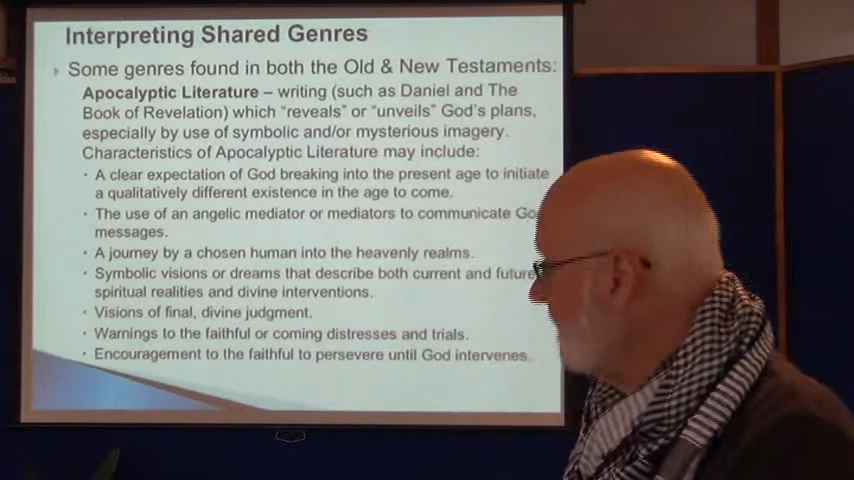 Interpreting Shared Genres
Some genres found in both the Old & New Testaments:
Apocalyptic Literature – writing (such as Daniel and The
Book of Revelation) which “reveals” or “unveils” God’s plans,
especially by use of symbolic and/or mysterious imagery.
Characteristics of Apocalyptic Literature may include:
· A clear expectation of God breaking into the present age to initiate
a qualitatively different existence in the age to come.
· The use of an angelic mediator or mediators to communicate
messages.
· A journey by a chosen human into the heavenly realms.
· Symbolic visions or dreams that describe both current and future
spiritual realities and divine interventions.
· Visions of final, divine judgment.
· Warnings to the faithful or coming distresses and trials.
· Encouragement to the faithful to persevere until God intervenes.